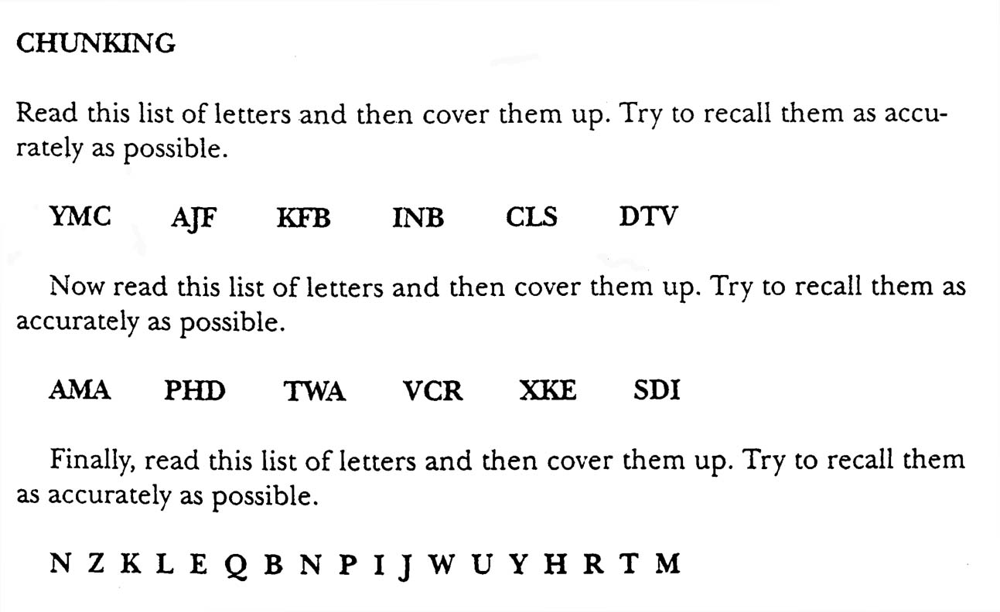 CHUNKING
Read this list of letters and then cover them up. Try to recall them as accu-
rately as possible.
YMC AJF KFB INB CLS DTV
Now read this list of letters and then cover them up. Try to recall them as
accurately as possible.
AMA PHD TWA VCR XKE SDI
Finally, read this list of letters and then cover them up. Try to recall them
as accurately as possible.
N Z K L E Q B N P I J W U Y H R T M